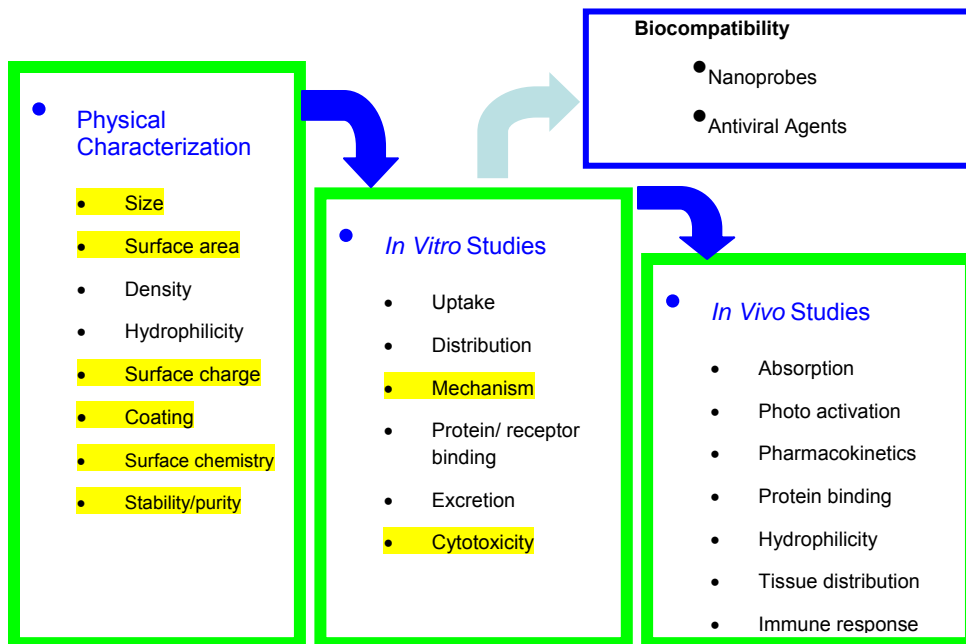 Physical
Characterization
Size
Surface area
Density
Hydrophilicity
Surface charge
Coating
Surface chemistry
Stability/purity
In Vitro Studies
Uptake
Distribution
Mechanism
Protein/ receptor
binding
Excretion
Cytotoxicity
Biocompatibility
Nanoprobes
Antiviral Agents
In Vivo Studies
Absorption
Photo activation
Pharmacokinetics
Protein binding
Hydrophilicity
Tissue distribution
Immune response